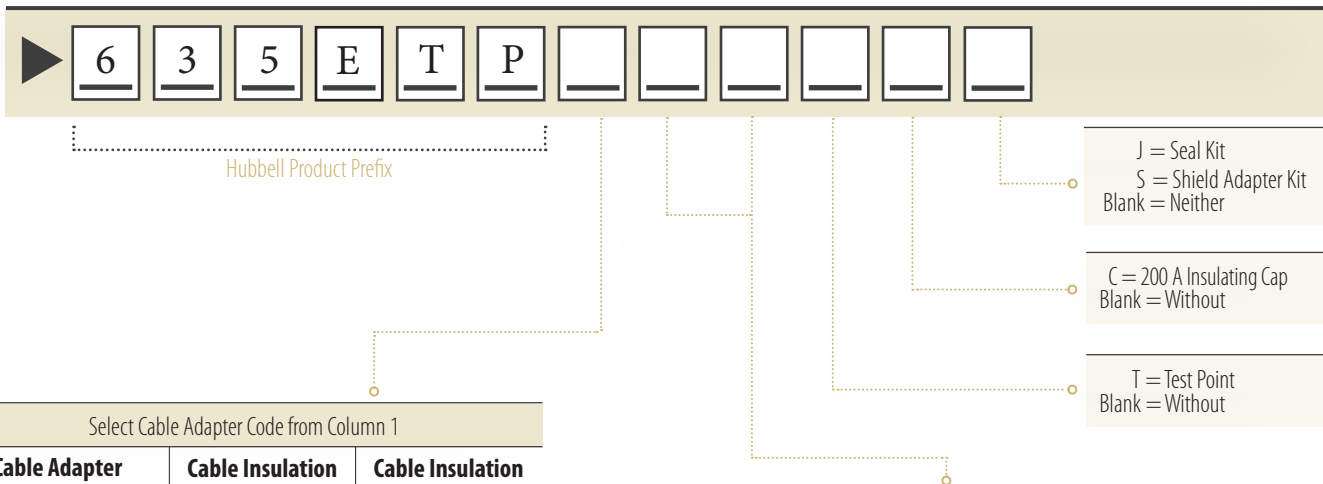 6 3 5 E T P
Hubbell Product Prefix
J = Seal Kit
S = Shield Adapter Kit
Blank = Neither
C = 200 A Insulating Cap
Blank = Without
T = Test Point
Blank = Without
Select Cable Adapter Code from Column 1
Cable Adapter Cable Insulation Cable Insulation